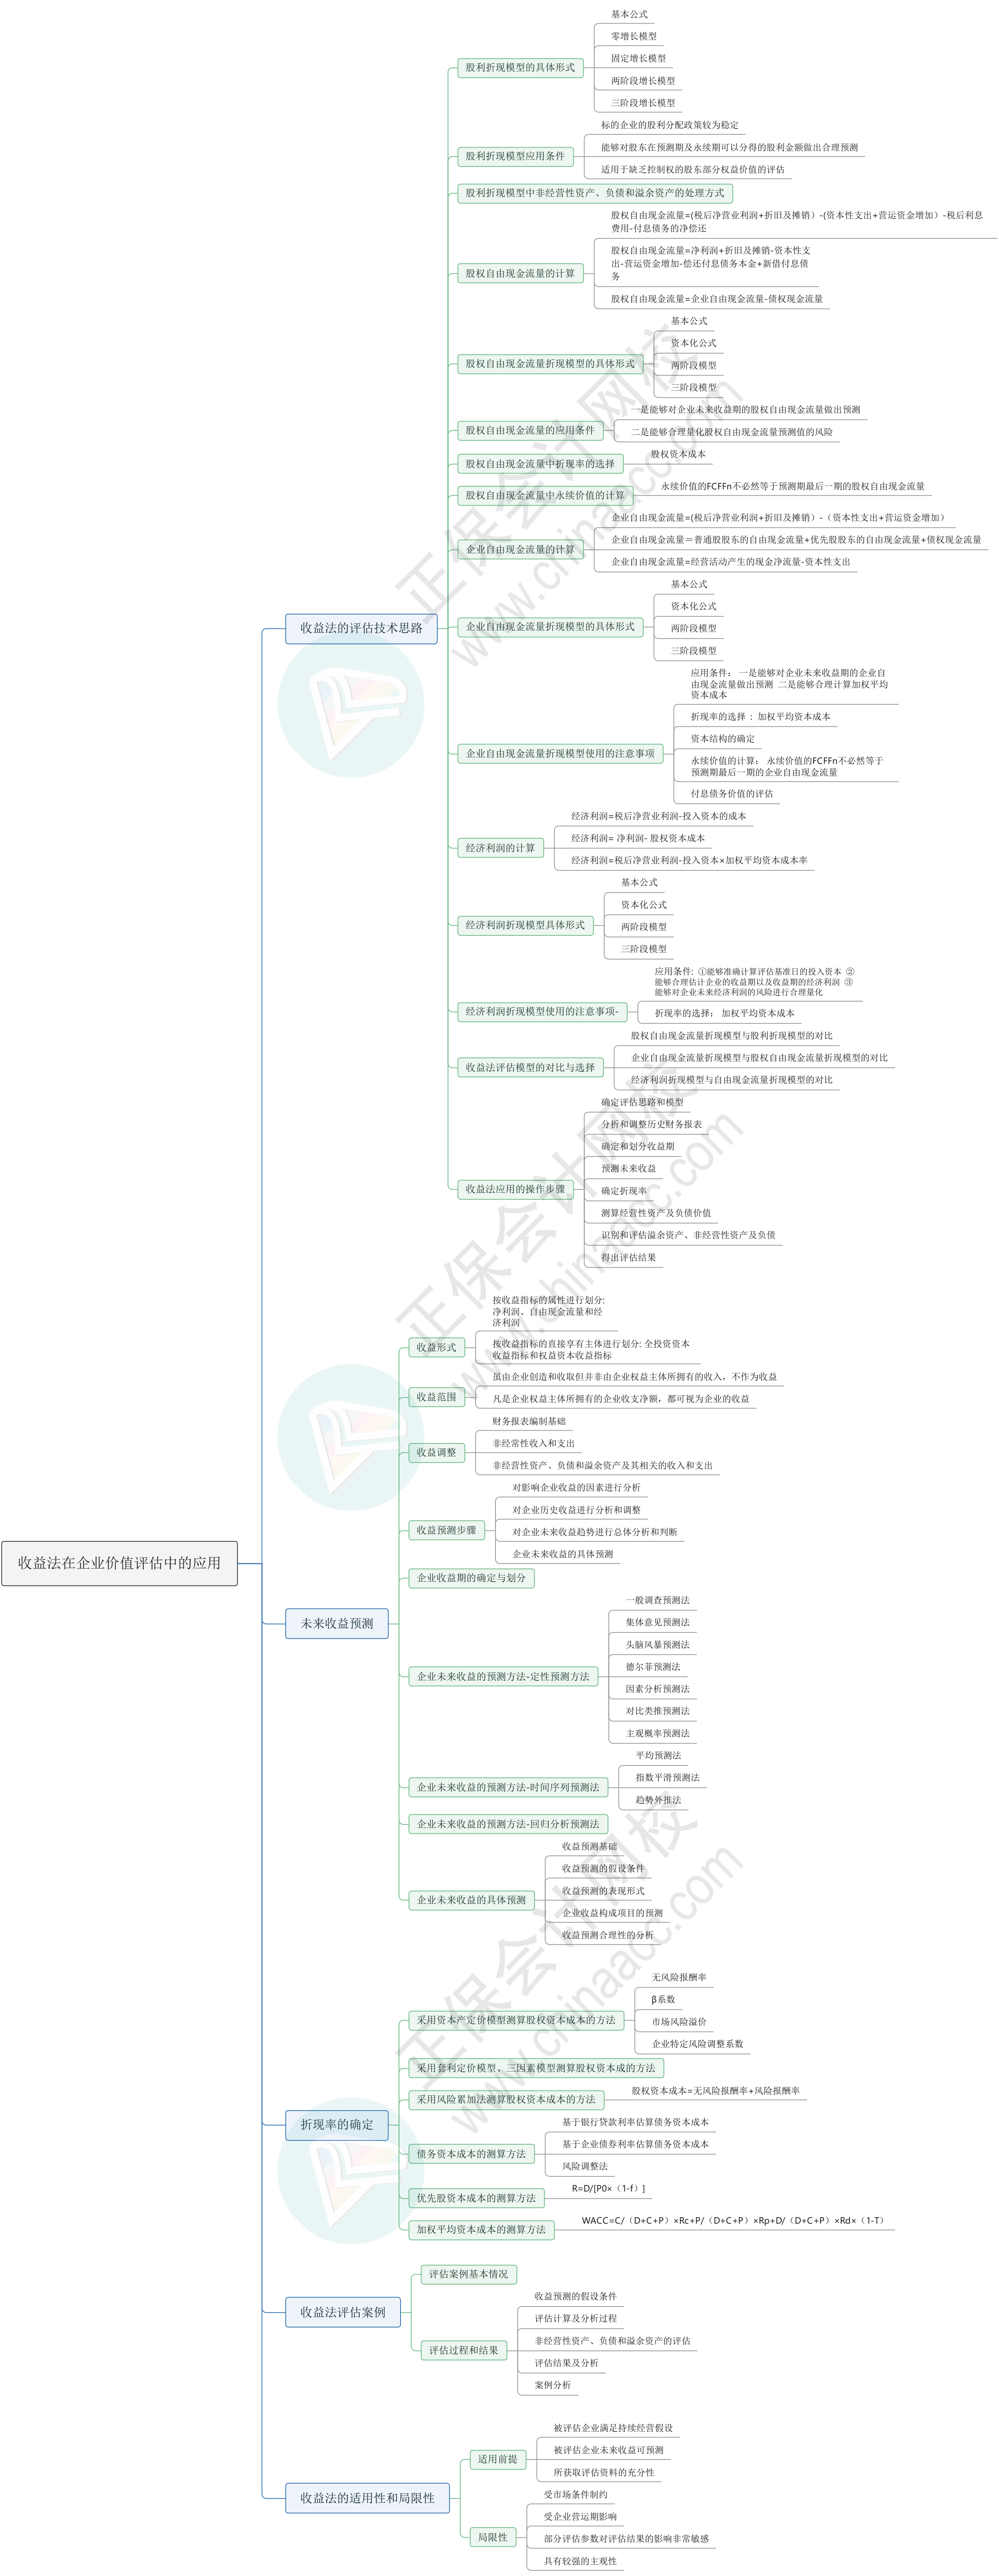 收益法在企业价值评估中的应用
收益法的评估技术思路
股利折现模型的具体形式
基本公式
零增长模型
固定增长模型
两阶段增长模型
三阶段增长模型
股利折现模型应用条件
标的企业的股利分配政策较为稳定
能够对股东在预测期及永续期可以分得的股利金额做出合理预测
适用于缺乏控制权的股东部分权益价值的评估
股利折现模型中非经营性资产、负债和溢余资产的处理方式
股权自由现金流量的计算
股权自由现金流量=(税后净营业利润+折旧及摊销）-(资本性支出+营运资金增加）-税后利息
费用-付息债务的净偿还
股权自由现金流量=净利润+折旧及摊销-资本性支
出-营运资金增加-偿还付息债务本金+新借付息债
务
股权自由现金流量=企业自由现金流量-债权现金流量
股权自由现金流量折现模型的具体形式
基本公式
资本化公式
两阶段模型
三阶段模型
股权自由现金流量的应用条件
一是能够对企业未来收益期的股权自由现金流量做出预测
二是能够合理量化股权自由现金流量预测值的风险
股权自由现金流量中折现率的选择
股权资本成本
股权自由现金流量中永续价值的计算
永续价值的FCFFn不必然等于预测期最后一期的股权自由现金流量
企业自由现金流量的计算
企业自由现金流量=(税后净营业利润+折旧及摊销）-（资本性支出+营运资金增加）
企业自由现金流量＝普通股股东的自由现金流量+优先股股东的自由现金流量+债权现金流量
企业自由现金流量=经营活动产生的现金净流量-资本性支出
企业自由现金流量折现模型的具体形式
基本公式
资本化公式
两阶段模型
三阶段模型
企业自由现金流量折现模型使用的注意事项
应用条件： 一是能够对企业未来收益期的企业自
由现金流量做出预测 二是能够合理计算加权平均
资本成本
折现率的选择 ：加权平均资本成本
资本结构的确定
永续价值的计算： 永续价值的FCFFn不必然等于
预测期最后一期的企业自由现金流量
付息债务价值的评估
经济利润的计算
经济利润=税后净营业利润-投入资本的成本
经济利润= 净利润- 股权资本成本
经济利润=税后净营业利润-投入资本×加权平均资本成本率
经济利润折现模型具体形式
基本公式
资本化公式
两阶段模型
三阶段模型
经济利润折现模型使用的注意事项-
应用条件: ①能够准确计算评估基准日的投入资本 ②
能够合理估计企业的收益期以及收益期的经济利润 ③
能够对企业未来经济利润的风险进行合理量化
折现率的选择： 加权平均资本成本
收益法评估模型的对比与选择
股权自由现金流量折现模型与股利折现模型的对比
企业自由现金流量折现模型与股权自由现金流量折现模型的对比
经济利润折现模型与自由现金流量折现模型的对比
收益法应用的操作步骤
确定评估思路和模型
分析和调整历史财务报表
确定和划分收益期
预测未来收益
确定折现率
测算经营性资产及负债价值
识别和评估溢余资产、非经营性资产及负债
得出评估结果
未来收益预测
收益形式
按收益指标的属性进行划分:
净利润、自由现金流量和经
济利润
按收益指标的直接享有主体进行划分: 全投资资本
收益指标和权益资本收益指标
收益范围
虽由企业创造和收取但并非由企业权益主体所拥有的收入，不作为收益
凡是企业权益主体所拥有的企业收支净额，都可视为企业的收益
收益调整
财务报表编制基础
非经常性收入和支出
非经营性资产、负债和溢余资产及其相关的收入和支出
收益预测步骤
对影响企业收益的因素进行分析
对企业历史收益进行分析和调整
对企业未来收益趋势进行总体分析和判断
企业未来收益的具体预测
企业收益期的确定与划分
企业未来收益的预测方法-定性预测方法
一般调查预测法
集体意见预测法
头脑风暴预测法
德尔菲预测法
因素分析预测法
对比类推预测法
主观概率预测法
企业未来收益的预测方法-时间序列预测法
平均预测法
指数平滑预测法
趋势外推法
企业未来收益的预测方法-回归分析预测法
企业未来收益的具体预测
收益预测基础
收益预测的假设条件
收益预测的表现形式
企业收益构成项目的预测
收益预测合理性的分析
折现率的确定
采用资本产定价模型测算股权资本成本的方法
无风险报酬率
β系数
市场风险溢价
企业特定风险调整系数
采用套利定价模型、三因素模型测算股权资本成的方法
采用风险累加法测算股权资本成本的方法
股权资本成本=无风险报酬率+风险报酬率
债务资本成本的测算方法
基于银行贷款利率估算债务资本成本
基于企业债券利率估算债务资本成本
风险调整法
优先股资本成本的测算方法
R=D/[P0×（1-f）]
加权平均资本成本的测算方法
WACC=C/（D+C+P）×Rc+P/（D+C+P）×Rp+D/（D+C+P）×Rd×（1-T）
收益法评估案例
评估案例基本情况
评估过程和结果
收益预测的假设条件
评估计算及分析过程
非经营性资产、负债和溢余资产的评估
评估结果及分析
案例分析
收益法的适用性和局限性
适用前提
被评估企业满足持续经营假设
被评估企业未来收益可预测
所获取评估资料的充分性
局限性
受市场条件制约
受企业营运期影响
部分评估参数对评估结果的影响非常敏感
具有较强的主观性
正保会计网校
www.chinaacc.com
正保会计网校
www.chinaacc.com
正保会计网校
www.chinaacc.com